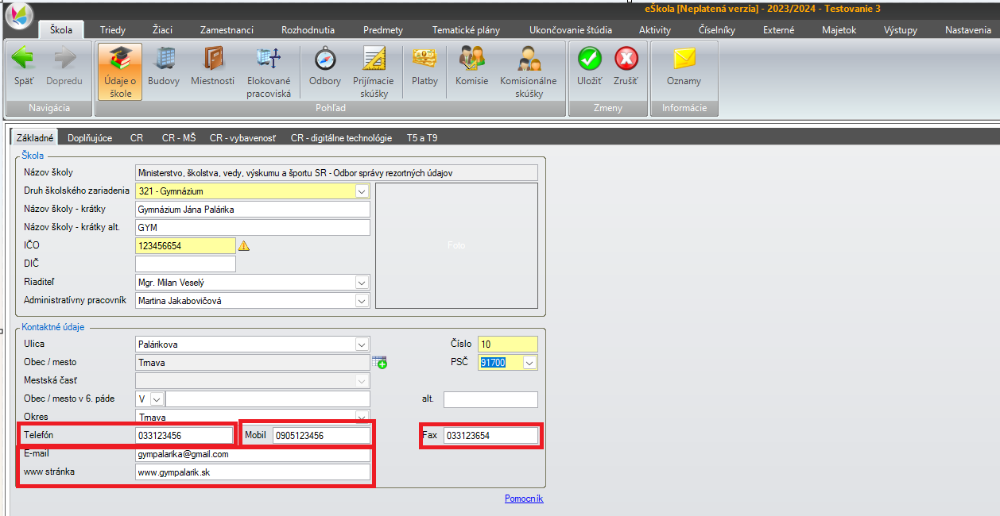 eŠkola [Neplatená verzia] - 2023/2024 - Testovanie 3
Škola Triedy Žiaci Zamestnanci Rozhodnutia Predmety Tematické plány Ukončovanie štúdia Aktivity Číselníky Externé Majetok Výstupy Nastavenia
Späť Dopredu
Navigácia
Údaje o škole Budovy Miestnosti Elokované pracoviská Odbory Prijímacie skúšky Platby Komisie Komisionálne skúšky
Pohľad
Uložiť Zrušiť
Zmeny
Oznamy
Informácie
Základné Doplňujúce CR CR - MŠ CR - vybavenosť CR - digitálne technológie T5 a T9
Škola
Názov školy Ministerstvo, školstva, vedy, výskumu a športu SR - Odbor správy rezortných údajov
Druh školského zariadenia 321 - Gymnázium
Názov školy - krátky Gymnázium Jána Palárika
Názov školy - krátky alt. GYM
IČO 123456654
Foto
DIČ
Riaditeľ Mgr. Milan Veselý
Administratívny pracovník Martina Jakabovičová
Kontaktné údaje
Ulica Palárikova Číslo 10
Obec / mesto Trnava PSČ 91700
Mestská časť
Obec / mesto v 6. páde V alt.
Okres Trnava
Telefón 033123456 Mobil 0905123456 Fax 033123654
E-mail gympalarika@gmail.com
www stránka www.gympalarik.sk
Pomocník